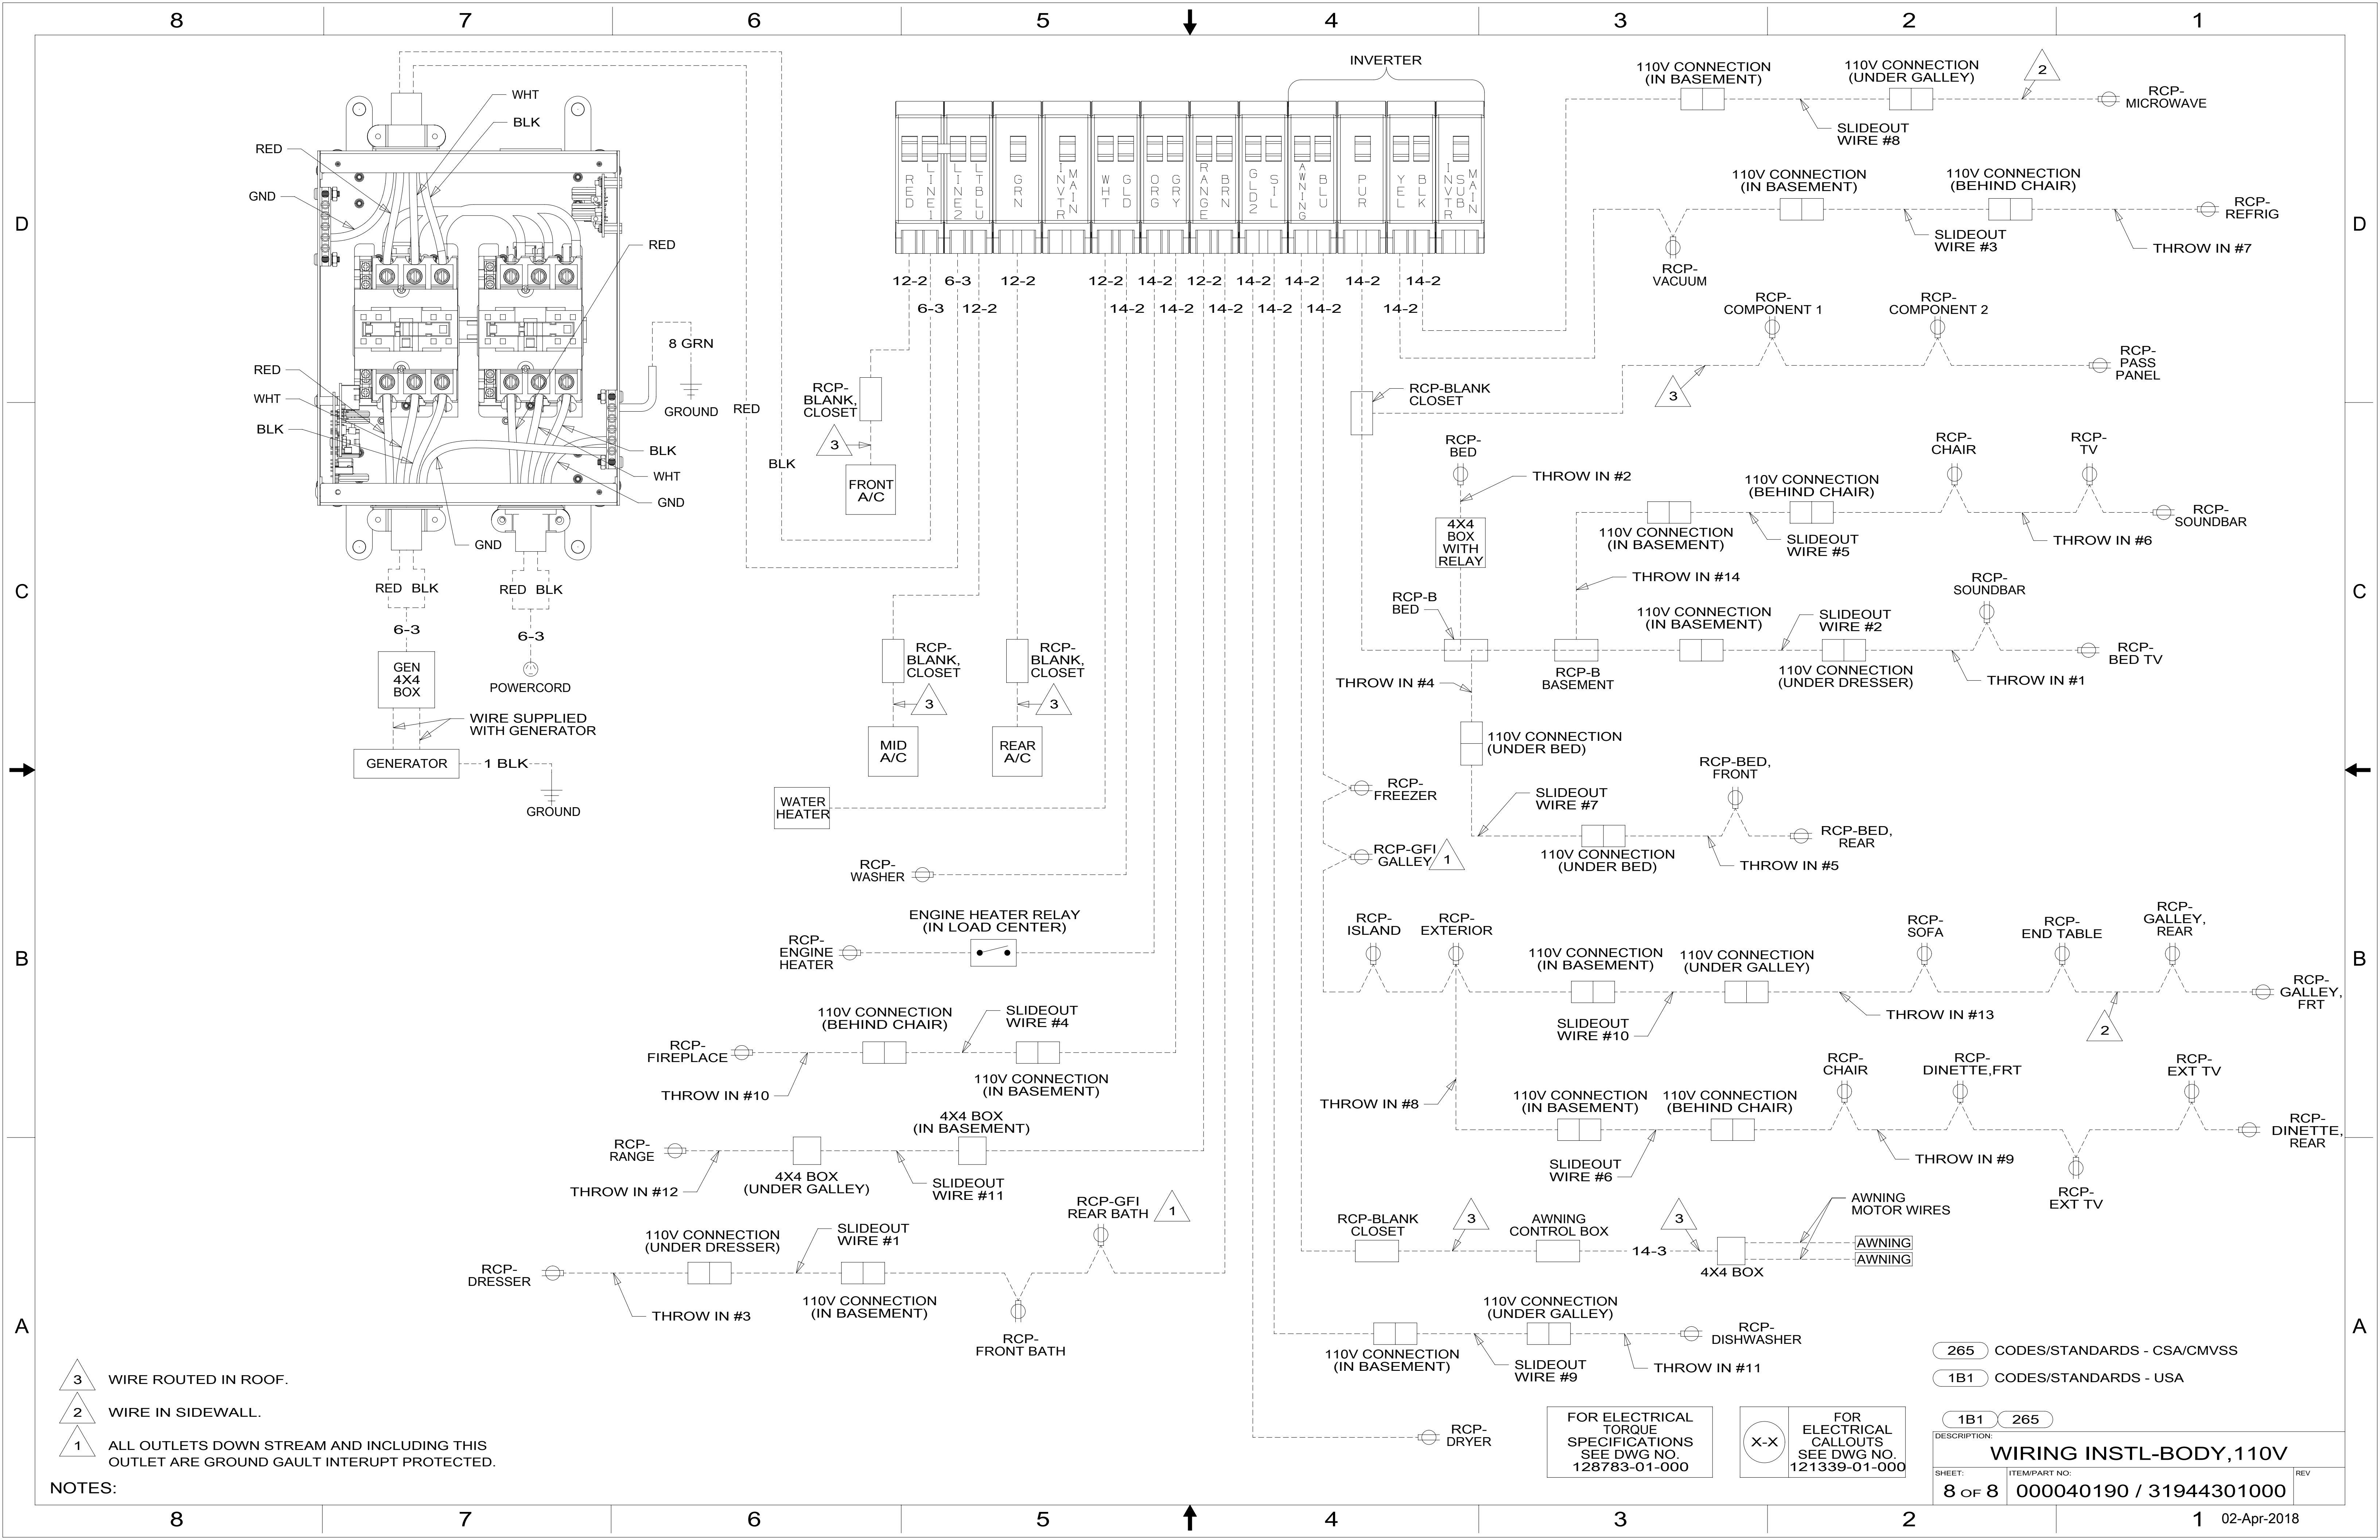 8 7 6 5 4 3 2 1
D
C
B
A
D
C
B
A
WHT
BLK
RED
GND
RED
8 GRN
GROUND
RED
WHT
BLK
BLK
WHT
GND
GND
RED BLK
RED BLK
6-3
6-3
GEN
4X4
BOX
POWERCORD
WIRE SUPPLIED
WITH GENERATOR
GENERATOR
1 BLK
GROUND
RED
BLK
INVERTER
RED
LINE1
LINE2
LTBLU
GRN
INVTR
MAIN
WHT
GLD
ORG
GRY
RANGE
BRN
GLD2
SIL
AWNING
BLU
PUR
YEL
BLK
INVTR
SUB
MAIN
12-2 6-3 12-2 12-2 14-2 12-2 14-2 14-2 14-2 14-2
6-3 12-2 14-2 14-2 14-2 14-2 14-2 14-2
RCP-
BLANK,
CLOSET
3
FRONT
A/C
RCP-
BLANK,
CLOSET
3
MID
A/C
RCP-
BLANK,
CLOSET
3
REAR
A/C
WATER
HEATER
RCP-
WASHER
ENGINE HEATER RELAY
(IN LOAD CENTER)
RCP-
ENGINE
HEATER
110V CONNECTION
(BEHIND CHAIR)
SLIDEOUT
WIRE #4
RCP-
FIREPLACE
THROW IN #10
110V CONNECTION
(IN BASEMENT)
4X4 BOX
(IN BASEMENT)
RCP-
RANGE
THROW IN #12
4X4 BOX
(UNDER GALLEY)
SLIDEOUT
WIRE #11
RCP-GFI
REAR BATH
1
110V CONNECTION
(UNDER DRESSER)
SLIDEOUT
WIRE #1
RCP-
DRESSER
THROW IN #3
110V CONNECTION
(IN BASEMENT)
RCP-
FRONT BATH
110V CONNECTION
(IN BASEMENT)
110V CONNECTION
(UNDER GALLEY)
2
RCP-
MICROWAVE
SLIDEOUT
WIRE #8
110V CONNECTION
(IN BASEMENT)
110V CONNECTION
(BEHIND CHAIR)
RCP-
REFRIG
RCP-
VACUUM
SLIDEOUT
WIRE #3
THROW IN #7
RCP-
COMPONENT 1
RCP-
COMPONENT 2
RCP-
PASS
PANEL
3
RCP-BLANK
CLOSET
RCP-
BED
THROW IN #2
4X4
BOX
WITH
RELAY
110V CONNECTION
(BEHIND CHAIR)
RCP-
CHAIR
RCP-
TV
RCP-
SOUNDBAR
110V CONNECTION
(IN BASEMENT)
SLIDEOUT
WIRE #5
THROW IN #6
THROW IN #14
RCP-B
BED
110V CONNECTION
(IN BASEMENT)
SLIDEOUT
WIRE #2
RCP-
SOUNDBAR
RCP-
BED TV
THROW IN #4
RCP-B
BASEMENT
110V CONNECTION
(UNDER DRESSER)
THROW IN #1
110V CONNECTION
(UNDER BED)
RCP-
FREEZER
SLIDEOUT
WIRE #7
RCP-BED,
FRONT
RCP-BED,
REAR
110V CONNECTION
(UNDER BED)
THROW IN #5
RCP-GFI
GALLEY
1
RCP-
ISLAND
RCP-
EXTERIOR
110V CONNECTION
(IN BASEMENT)
110V CONNECTION
(UNDER GALLEY)
RCP-
SOFA
RCP-
END TABLE
RCP-
GALLEY,
REAR
RCP-
GALLEY,
FRT
SLIDEOUT
WIRE #10
THROW IN #13
2
THROW IN #8
110V CONNECTION
(IN BASEMENT)
110V CONNECTION
(BEHIND CHAIR)
RCP-
CHAIR
RCP-
DINETTE,FRT
RCP-
EXT TV
RCP-
DINETTE,
REAR
SLIDEOUT
WIRE #6
THROW IN #9
RCP-
EXT TV
RCP-BLANK
CLOSET
3
AWNING
CONTROL BOX
14-3
3
4X4 BOX
AWNING
MOTOR WIRES
AWNING
AWNING
110V CONNECTION
(UNDER GALLEY)
RCP-
DISHWASHER
110V CONNECTION
(IN BASEMENT)
SLIDEOUT
WIRE #9
THROW IN #11
RCP-
DRYER
3 WIRE ROUTED IN ROOF.
2 WIRE IN SIDEWALL.
1 ALL OUTLETS DOWN STREAM AND INCLUDING THIS
OUTLET ARE GROUND GAULT INTERUPT PROTECTED.
NOTES:
FOR ELECTRICAL
TORQUE
SPECIFICATIONS
SEE DWG NO.
128783-01-000
X-X
FOR
ELECTRICAL
CALLOUTS
SEE DWG NO.
121339-01-000
265 CODES/STANDARDS - CSA/CMVSS
1B1 CODES/STANDARDS - USA
1B1 265
DESCRIPTION:
WIRING INSTL-BODY,110V
SHEET: ITEM/PART NO: REV
8 OF 8 000040190 / 31944301000
8 7 6 5 4 3 2 1
02-Apr-2018